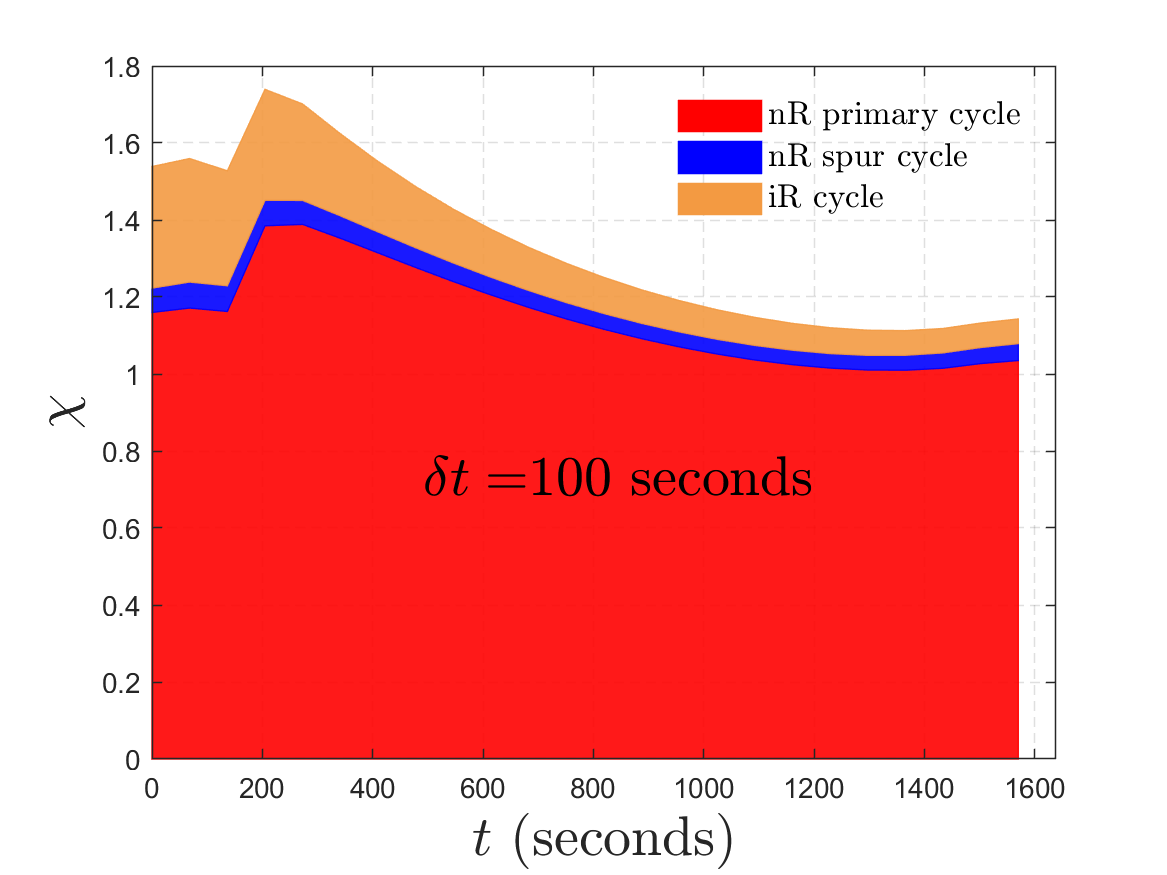 1.8
1.6
1.4
1.2
1
0.8
0.6
0.4
0.2
0
χ
nR primary cycle
nR spur cycle
iR cycle
δt =100 seconds
0 200 400 600 800 1000 1200 1400 1600
t (seconds)